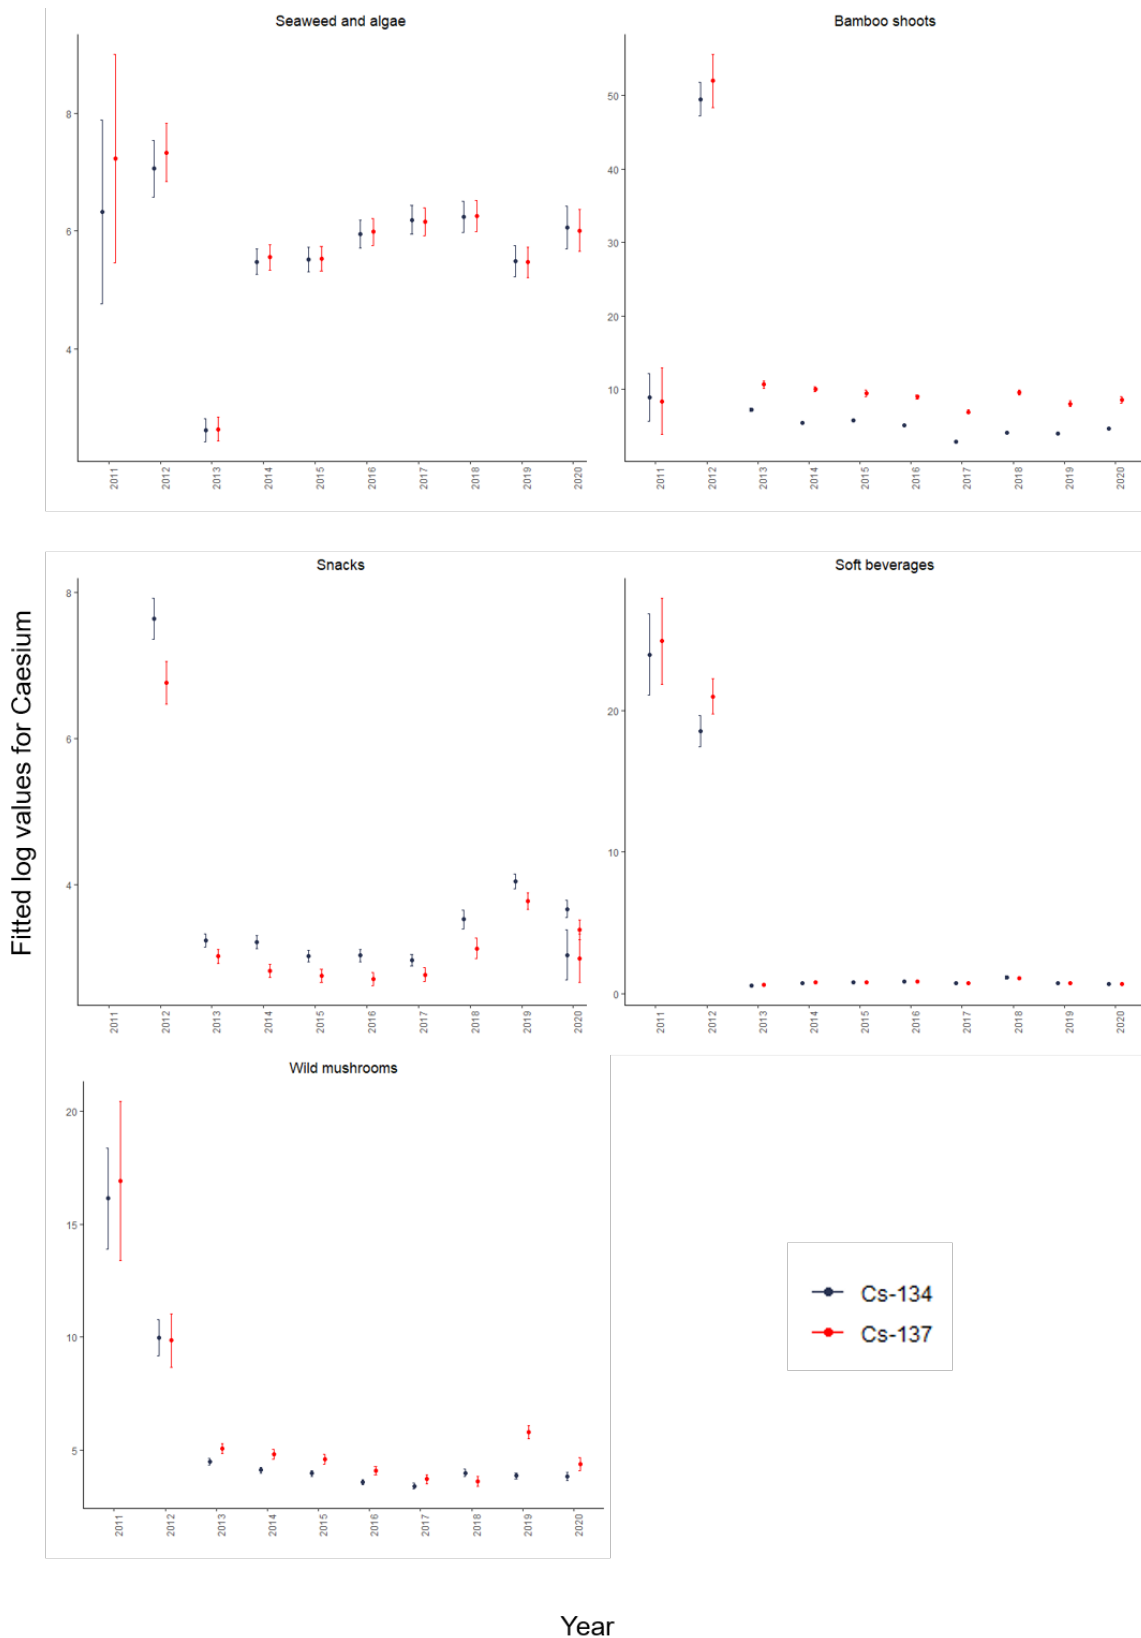 Seaweed and algae
8
6
4
2011 2012 2013 2014 2015 2016 2017 2018 2019 2020
Bamboo shoots
50
40
30
20
10
2011 2012 2013 2014 2015 2016 2017 2018 2019 2020
Fitted log values for Caesium
Snacks
8
6
4
2011 2012 2013 2014 2015 2016 2017 2018 2019 2020
Soft beverages
20
10
0
2011 2012 2013 2014 2015 2016 2017 2018 2019 2020
Wild mushrooms
20
15
10
5
2011 2012 2013 2014 2015 2016 2017 2018 2019 2020
Cs-134
Cs-137
Year